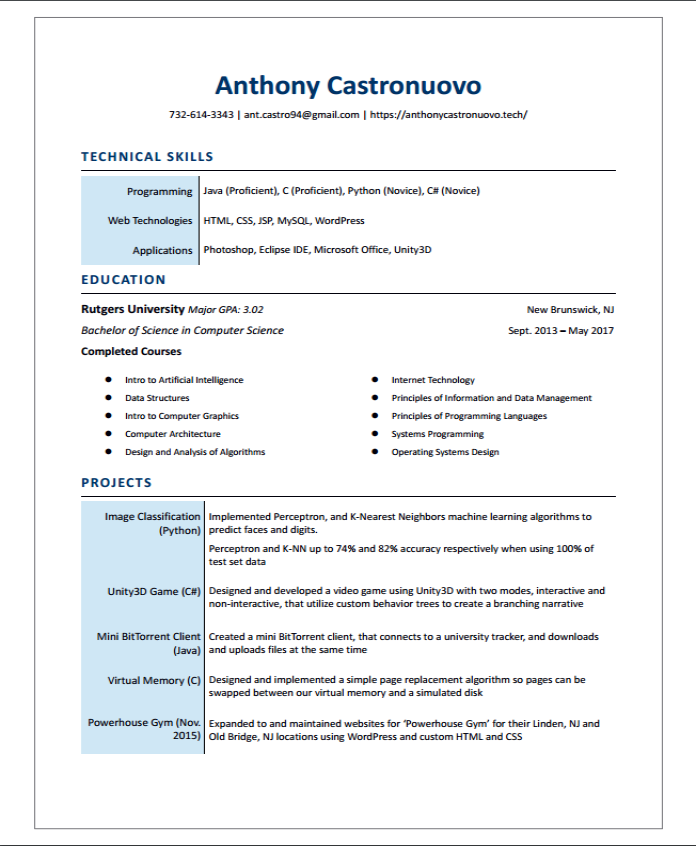 Anthony Castronuovo
732-614-3343 | ant.castro94@gmail.com | https://anthonycastronuovo.tech/
TECHNICAL SKILLS
Programming Java (Proficient), C (Proficient), Python (Novice), C# (Novice)
Web Technologies HTML, CSS, JSP, MySQL, WordPress
Applications Photoshop, Eclipse IDE, Microsoft Office, Unity3D
EDUCATION
Rutgers University Major GPA: 3.02 New Brunswick, NJ
Bachelor of Science in Computer Science Sept. 2013 – May 2017
Completed Courses
● Intro to Artificial Intelligence
● Data Structures
● Intro to Computer Graphics
● Computer Architecture
● Design and Analysis of Algorithms
● Internet Technology
● Principles of Information and Data Management
● Principles of Programming Languages
● Systems Programming
● Operating Systems Design
PROJECTS
Image Classification
(Python)
Implemented Perceptron, and K-Nearest Neighbors machine learning algorithms to
predict faces and digits.
Perceptron and K-NN up to 74% and 82% accuracy respectively when using 100% of
test set data
Unity3D Game (C#)
Designed and developed a video game using Unity3D with two modes, interactive and
non-interactive, that utilize custom behavior trees to create a branching narrative
Mini BitTorrent Client
(Java)
Created a mini BitTorrent client, that connects to a university tracker, and downloads
and uploads files at the same time
Virtual Memory (C)
Designed and implemented a simple page replacement algorithm so pages can be
swapped between our virtual memory and a simulated disk
Powerhouse Gym (Nov.
2015)
Expanded to and maintained websites for ‘Powerhouse Gym’ for their Linden, NJ and
Old Bridge, NJ locations using WordPress and custom HTML and CSS